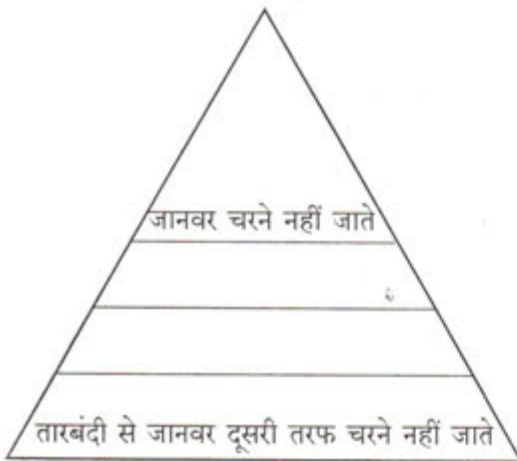 जानवर चरने नहीं जाते
तारबंदी से जानवर दूसरी तरफ चरने नहीं जाते